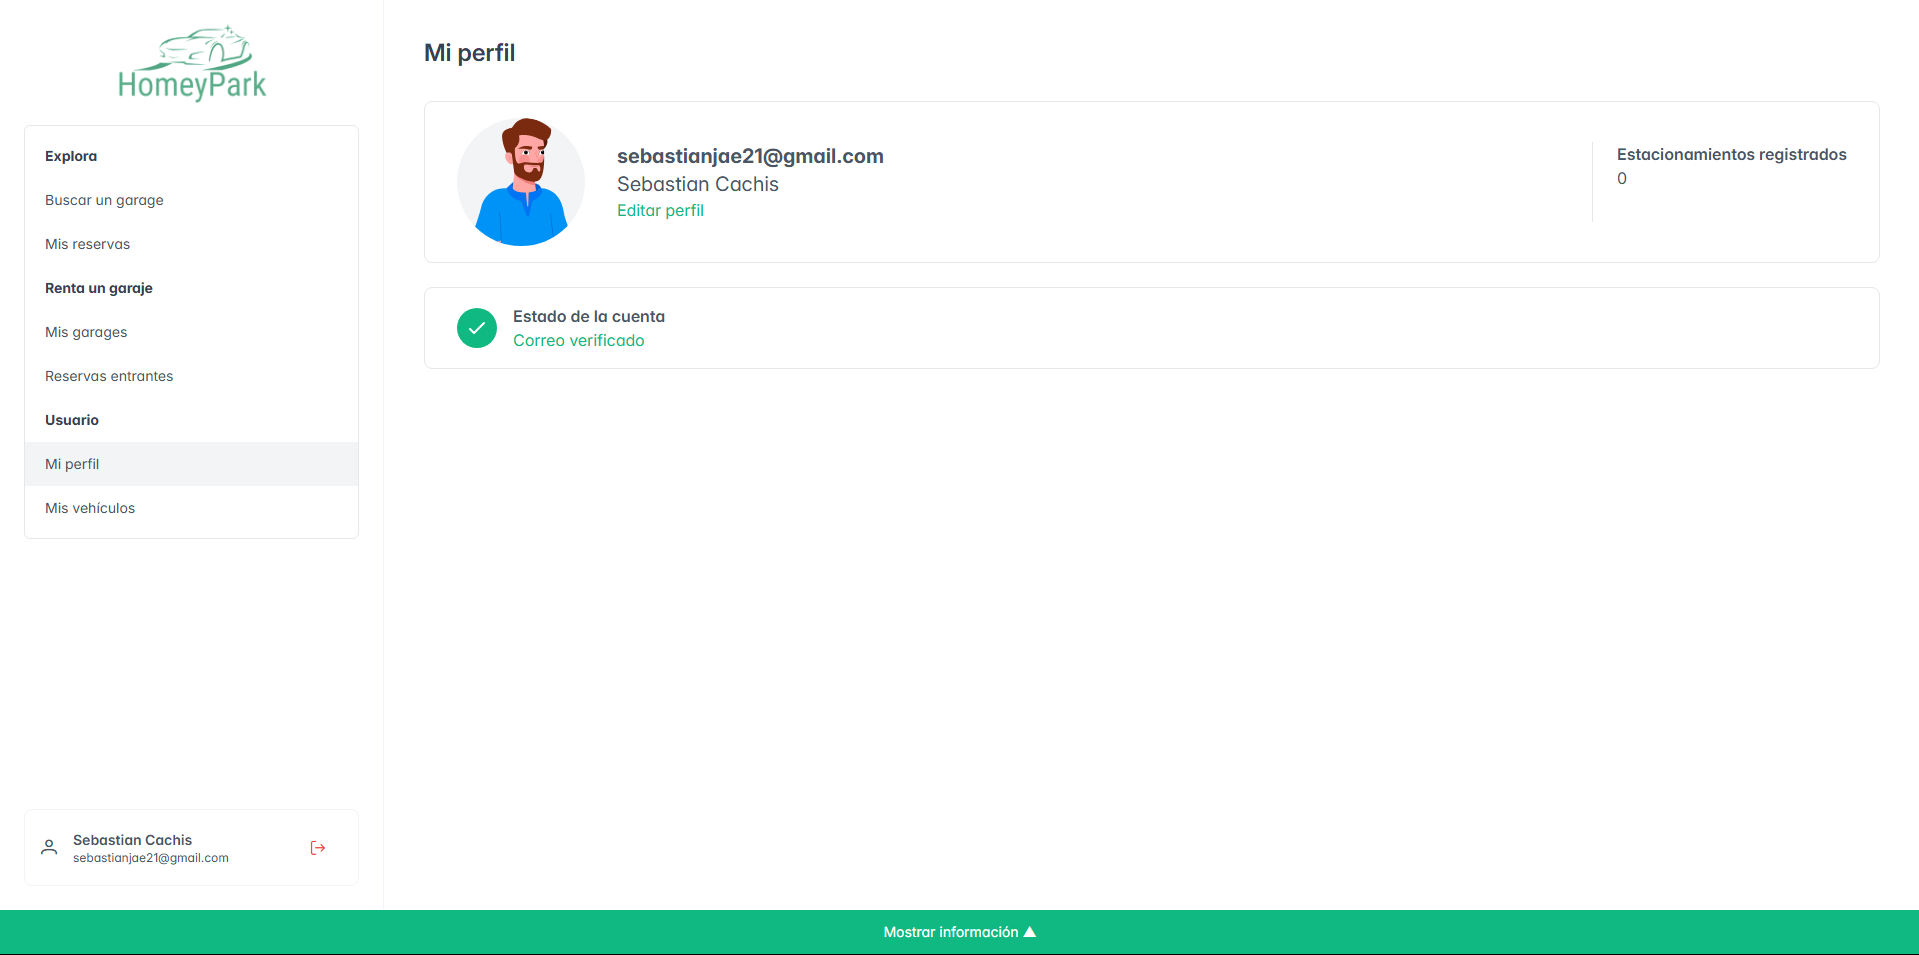 HomeyPark
Explora
Buscar un garage
Mis reservas
Renta un garaje
Mis garages
Reservas entrantes
Usuario
Mi perfil
Mis vehículos
Sebastian Cachis
sebastianjae21@gmail.com
Mi perfil
sebastianjae21@gmail.com
Sebastian Cachis
Editar perfil
Estacionamientos registrados
0
Estado de la cuenta
Correo verificado
Mostrar información ▲